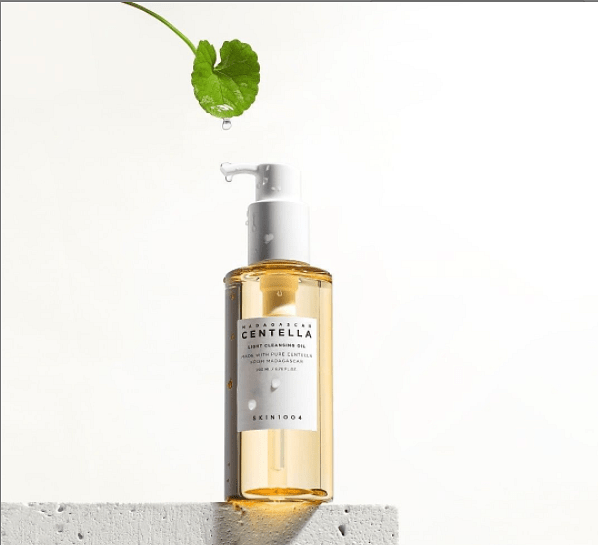 MADAGASCAR
CENTELLA
LIGHT CLEANSING OIL
MADE WITH PURE CENTELLA
FROM MADAGASCAR
SKIN1004